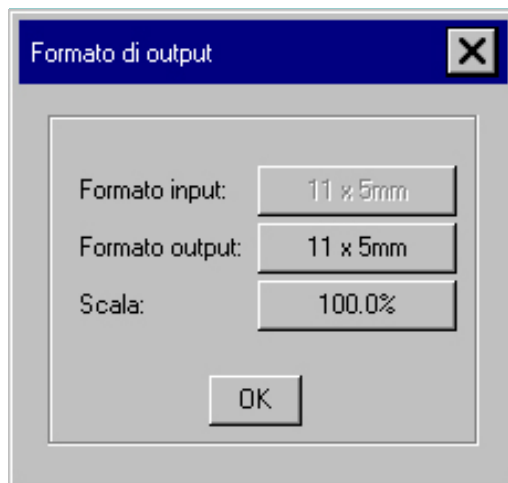 Formato di output
Formato input: 11 x 5mm
Formato output: 11 x 5mm
Scala: 100.0%
OK